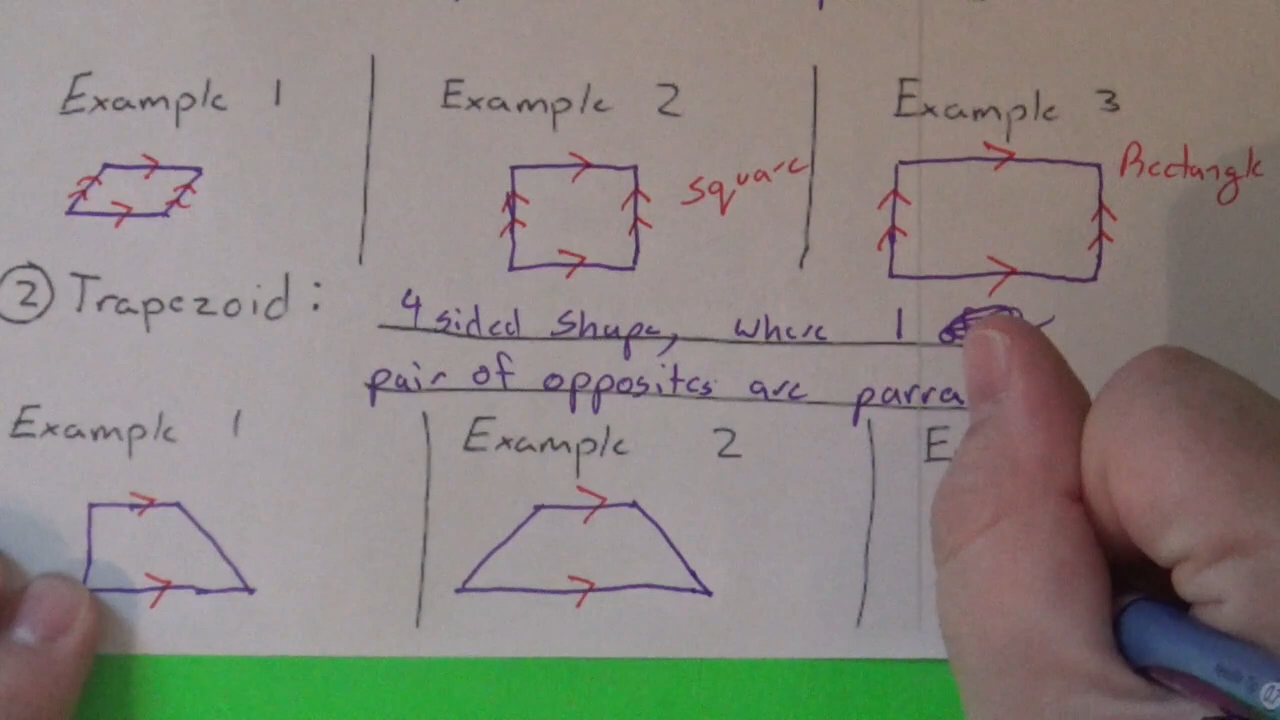 Example 1
Example 2
Example 3
square
Rectangle
2 Trapezoid:
4 sided shape, where 1
pair of opposites are parra
Example 1
Example 2
E